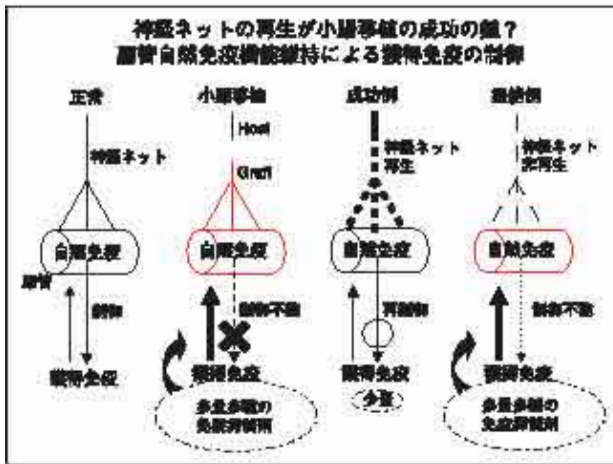 神経ネットの再生が小腸移植の成功の鍵？
腸管自然免疫機能維持による獲得免疫の制御
正常
小腸移植
成功例
拒絶例
Host
Graft
神経ネット
神経ネット
再生
神経ネット
非再生
自然免疫
自然免疫
自然免疫
自然免疫
腸管
制御
制御不能
再制御
制御不能
獲得免疫
獲得免疫
獲得免疫
獲得免疫
多量多種の
免疫抑制剤
少量
多量多種の
免疫抑制剤